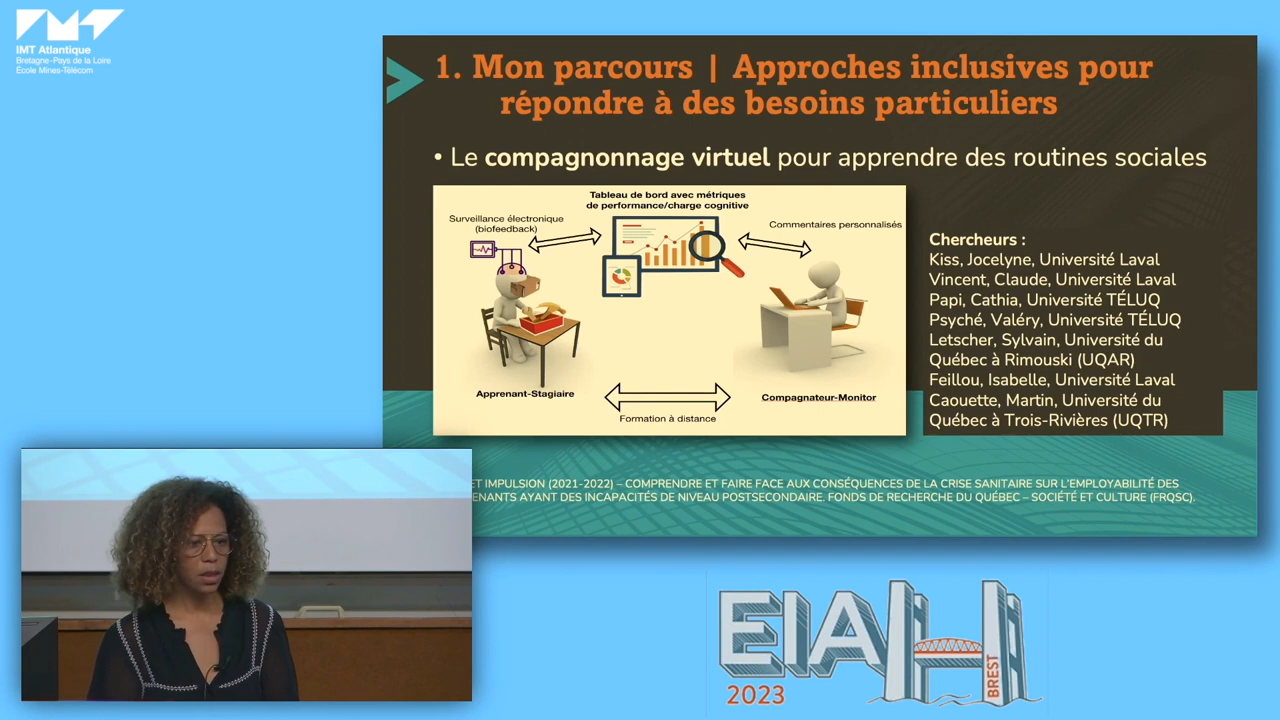 IMT Atlantique
Bretagne-Pays de la Loire
École Mines-Télécom
1. Mon parcours | Approches inclusives pour
répondre à des besoins particuliers
• Le compagnonnage virtuel pour apprendre des routines sociales
Tableau de bord avec métriques
de performance/charge cognitive
Surveillance électronique
(biofeedback)
Commentaires personnalisés
Apprenant-Stagiaire
Compagnateur-Monitor
Formation à distance
Chercheurs :
Kiss, Jocelyne, Université Laval
Vincent, Claude, Université Laval
Papi, Cathia, Université TÉLUQ
Psyché, Valéry, Université TÉLUQ
Letscher, Sylvain, Université du
Québec à Rimouski (UQAR)
Feillou, Isabelle, Université Laval
Caouette, Martin, Université du
Québec à Trois-Rivières (UQTR)
ET IMPULSION (2021-2022) – COMPRENDRE ET FAIRE FACE AUX CONSÉQUENCES DE LA CRISE SANITAIRE SUR L'EMPLOYABILITÉ DES
ENANTS AYANT DES INCAPACITÉS DE NIVEAU POSTSECONDAIRE. FONDS DE RECHERCHE DU QUÉBEC – SOCIÉTÉ ET CULTURE (FRQSC).
EIAH
2023
BREST